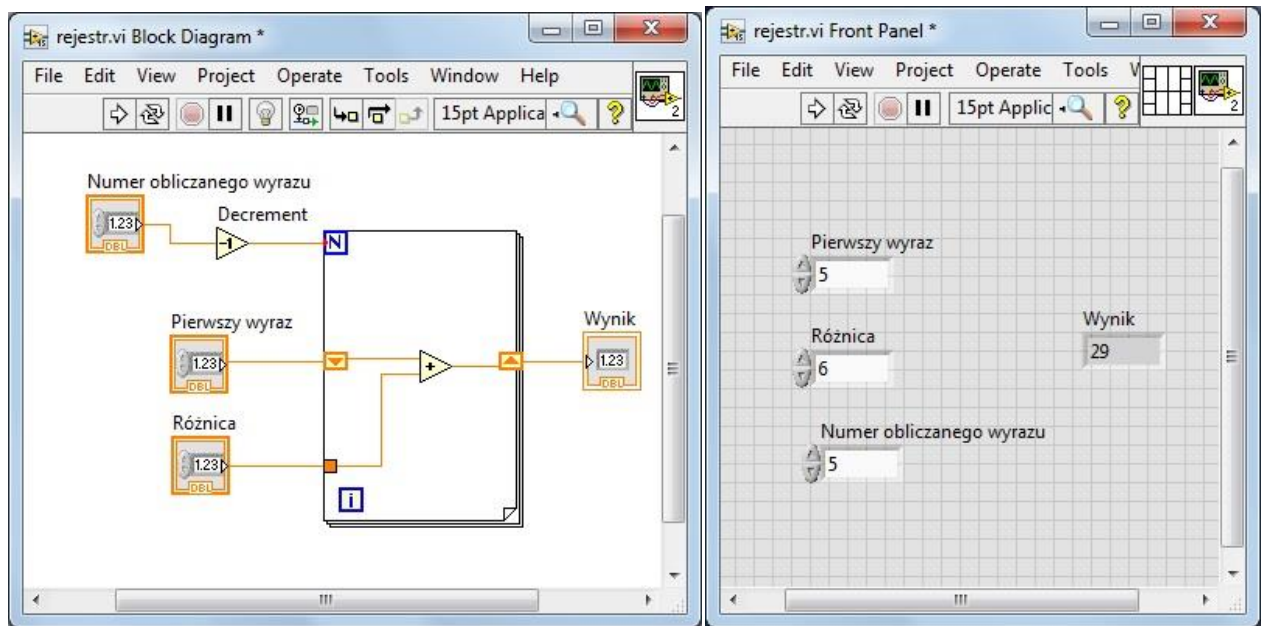 rejestr.vi Block Diagram *
File Edit View Project Operate Tools Window Help
15pt Applica
2
Numer obliczanego wyrazu
1.23
DBL
Decrement
-1
N
Pierwszy wyraz
1.23
DBL
+
Wynik
1.23
DBL
Różnica
1.23
DBL
i
rejestr.vi Front Panel *
File Edit View Project Operate Tools
15pt Applic
2
Pierwszy wyraz
5
Różnica
6
Wynik
29
Numer obliczanego wyrazu
5